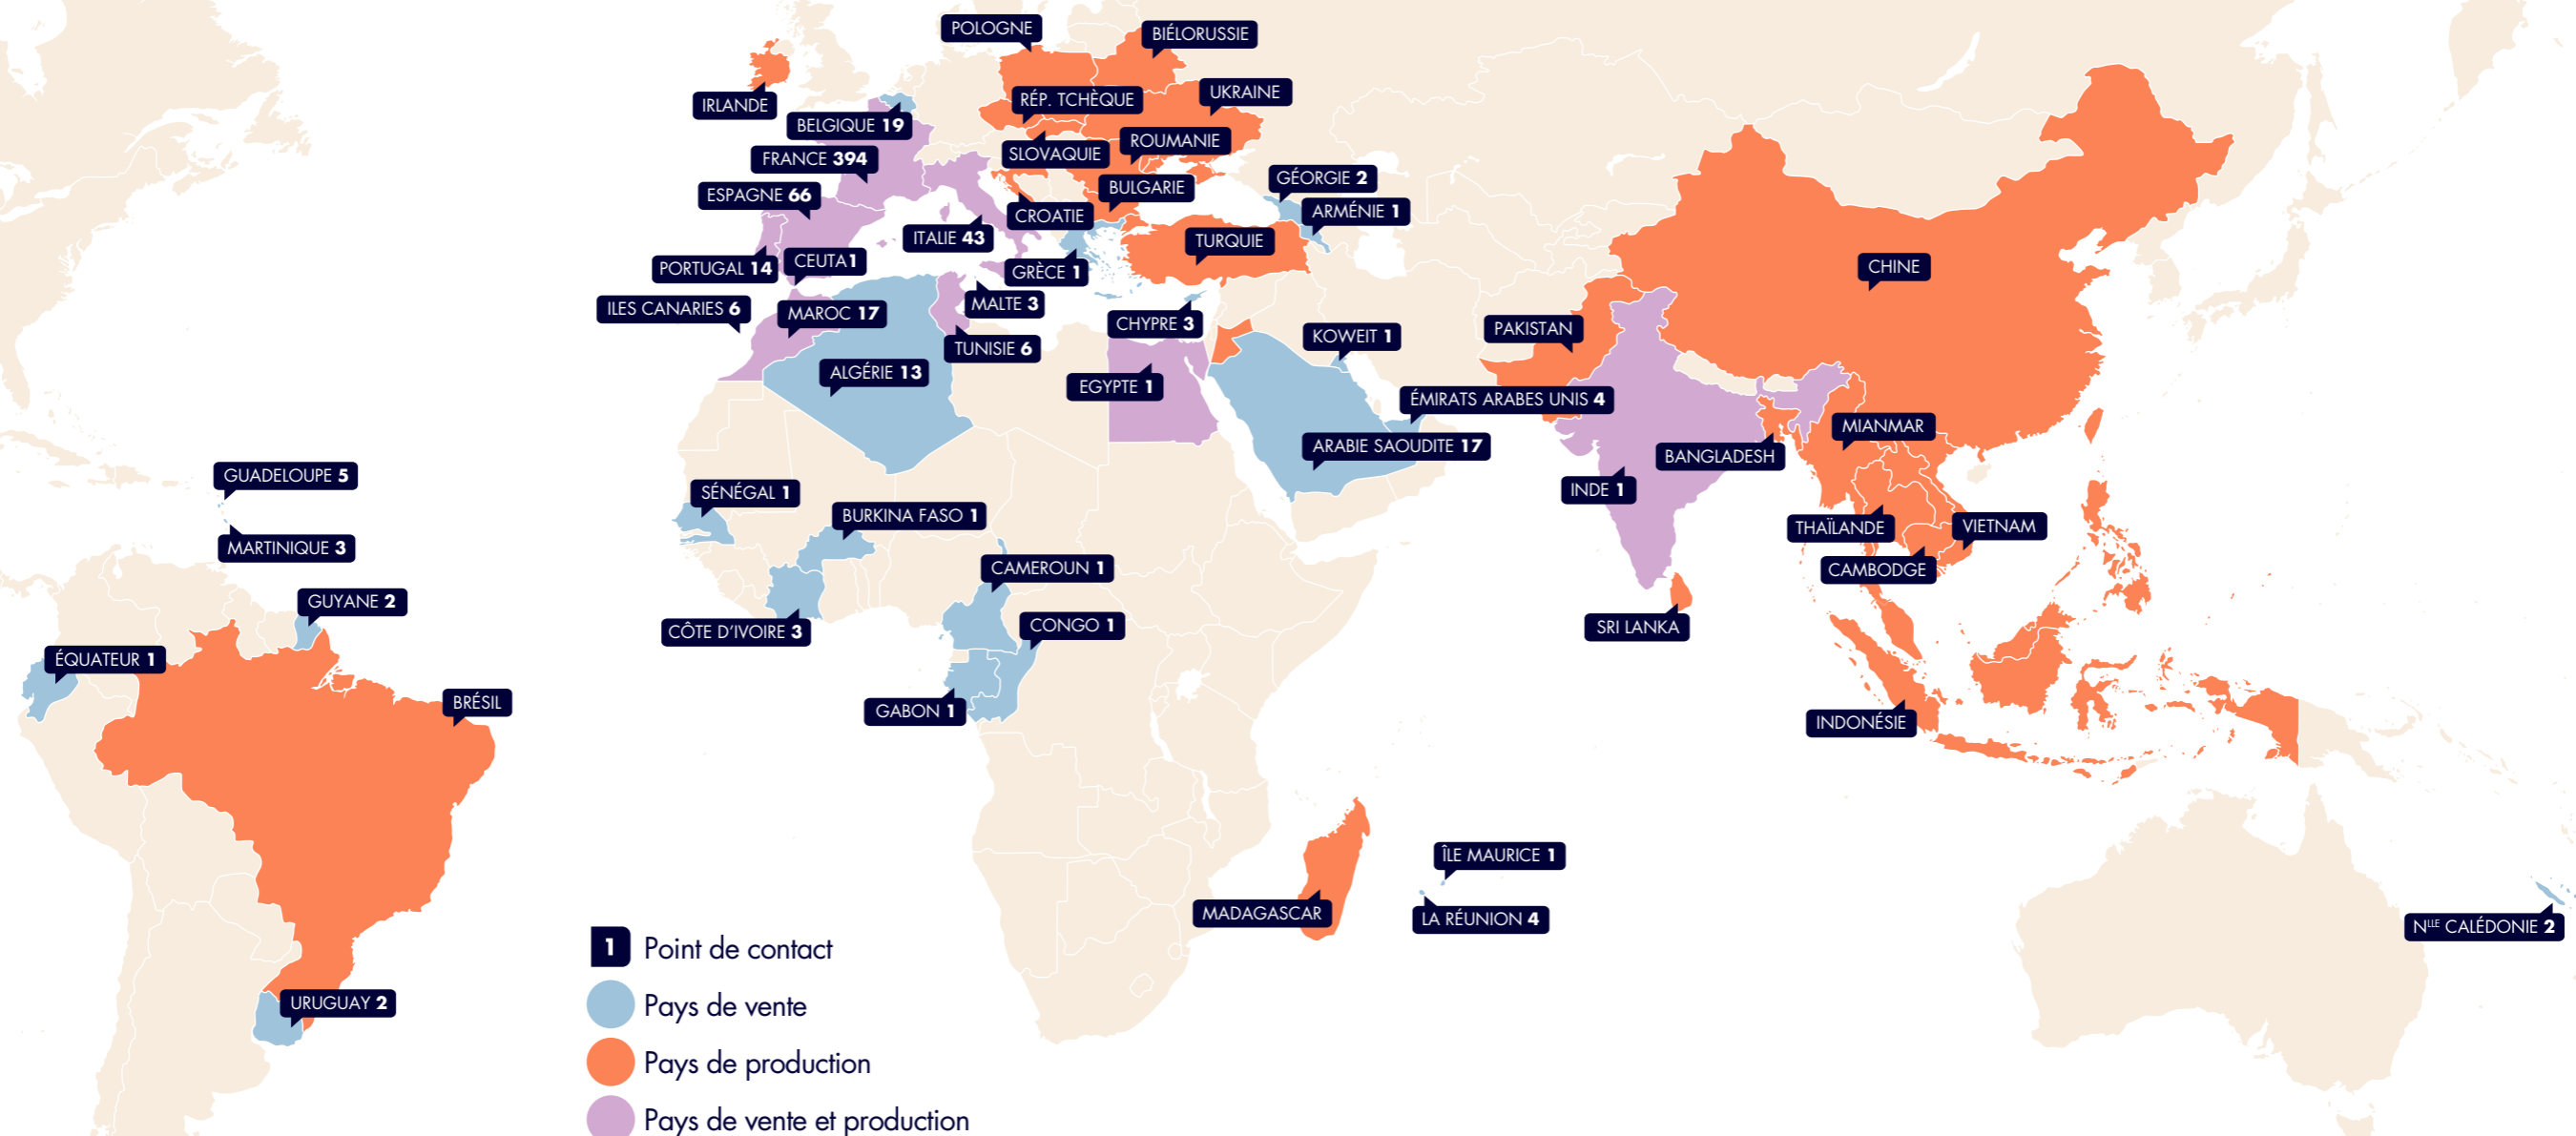 POLOGNE
BIÉLORUSSIE
IRLANDE
RÉP. TCHÈQUE
UKRAINE
BELGIQUE 19
FRANCE 394
SLOVAQUIE
ROUMANIE
ESPAGNE 66
BULGARIE
GÉORGIE 2
CROATIE
ARMÉNIE 1
ITALIE 43
TURQUIE
PORTUGAL 14
CEUTA1
GRÈCE 1
CHINE
ILES CANARIES 6
MAROC 17
MALTE 3
CHYPRE 3
KOWEIT 1
PAKISTAN
TUNISIE 6
ALGÉRIE 13
EGYPTE 1
ÉMIRATS ARABES UNIS 4
MIANMAR
ARABIE SAOUDITE 17
BANGLADESH
GUADELOUPE 5
SÉNÉGAL 1
INDE 1
BURKINA FASO 1
THAÏLANDE
VIETNAM
MARTINIQUE 3
CAMEROUN 1
CAMBODGE
GUYANE 2
CÔTE D'IVOIRE 3
CONGO 1
SRI LANKA
ÉQUATEUR 1
BRÉSIL
GABON 1
INDONÉSIE
ÎLE MAURICE 1
MADAGASCAR
LA RÉUNION 4
NLLE CALÉDONIE 2
URUGUAY 2
1 Point de contact
Pays de vente
Pays de production
Pays de vente et production